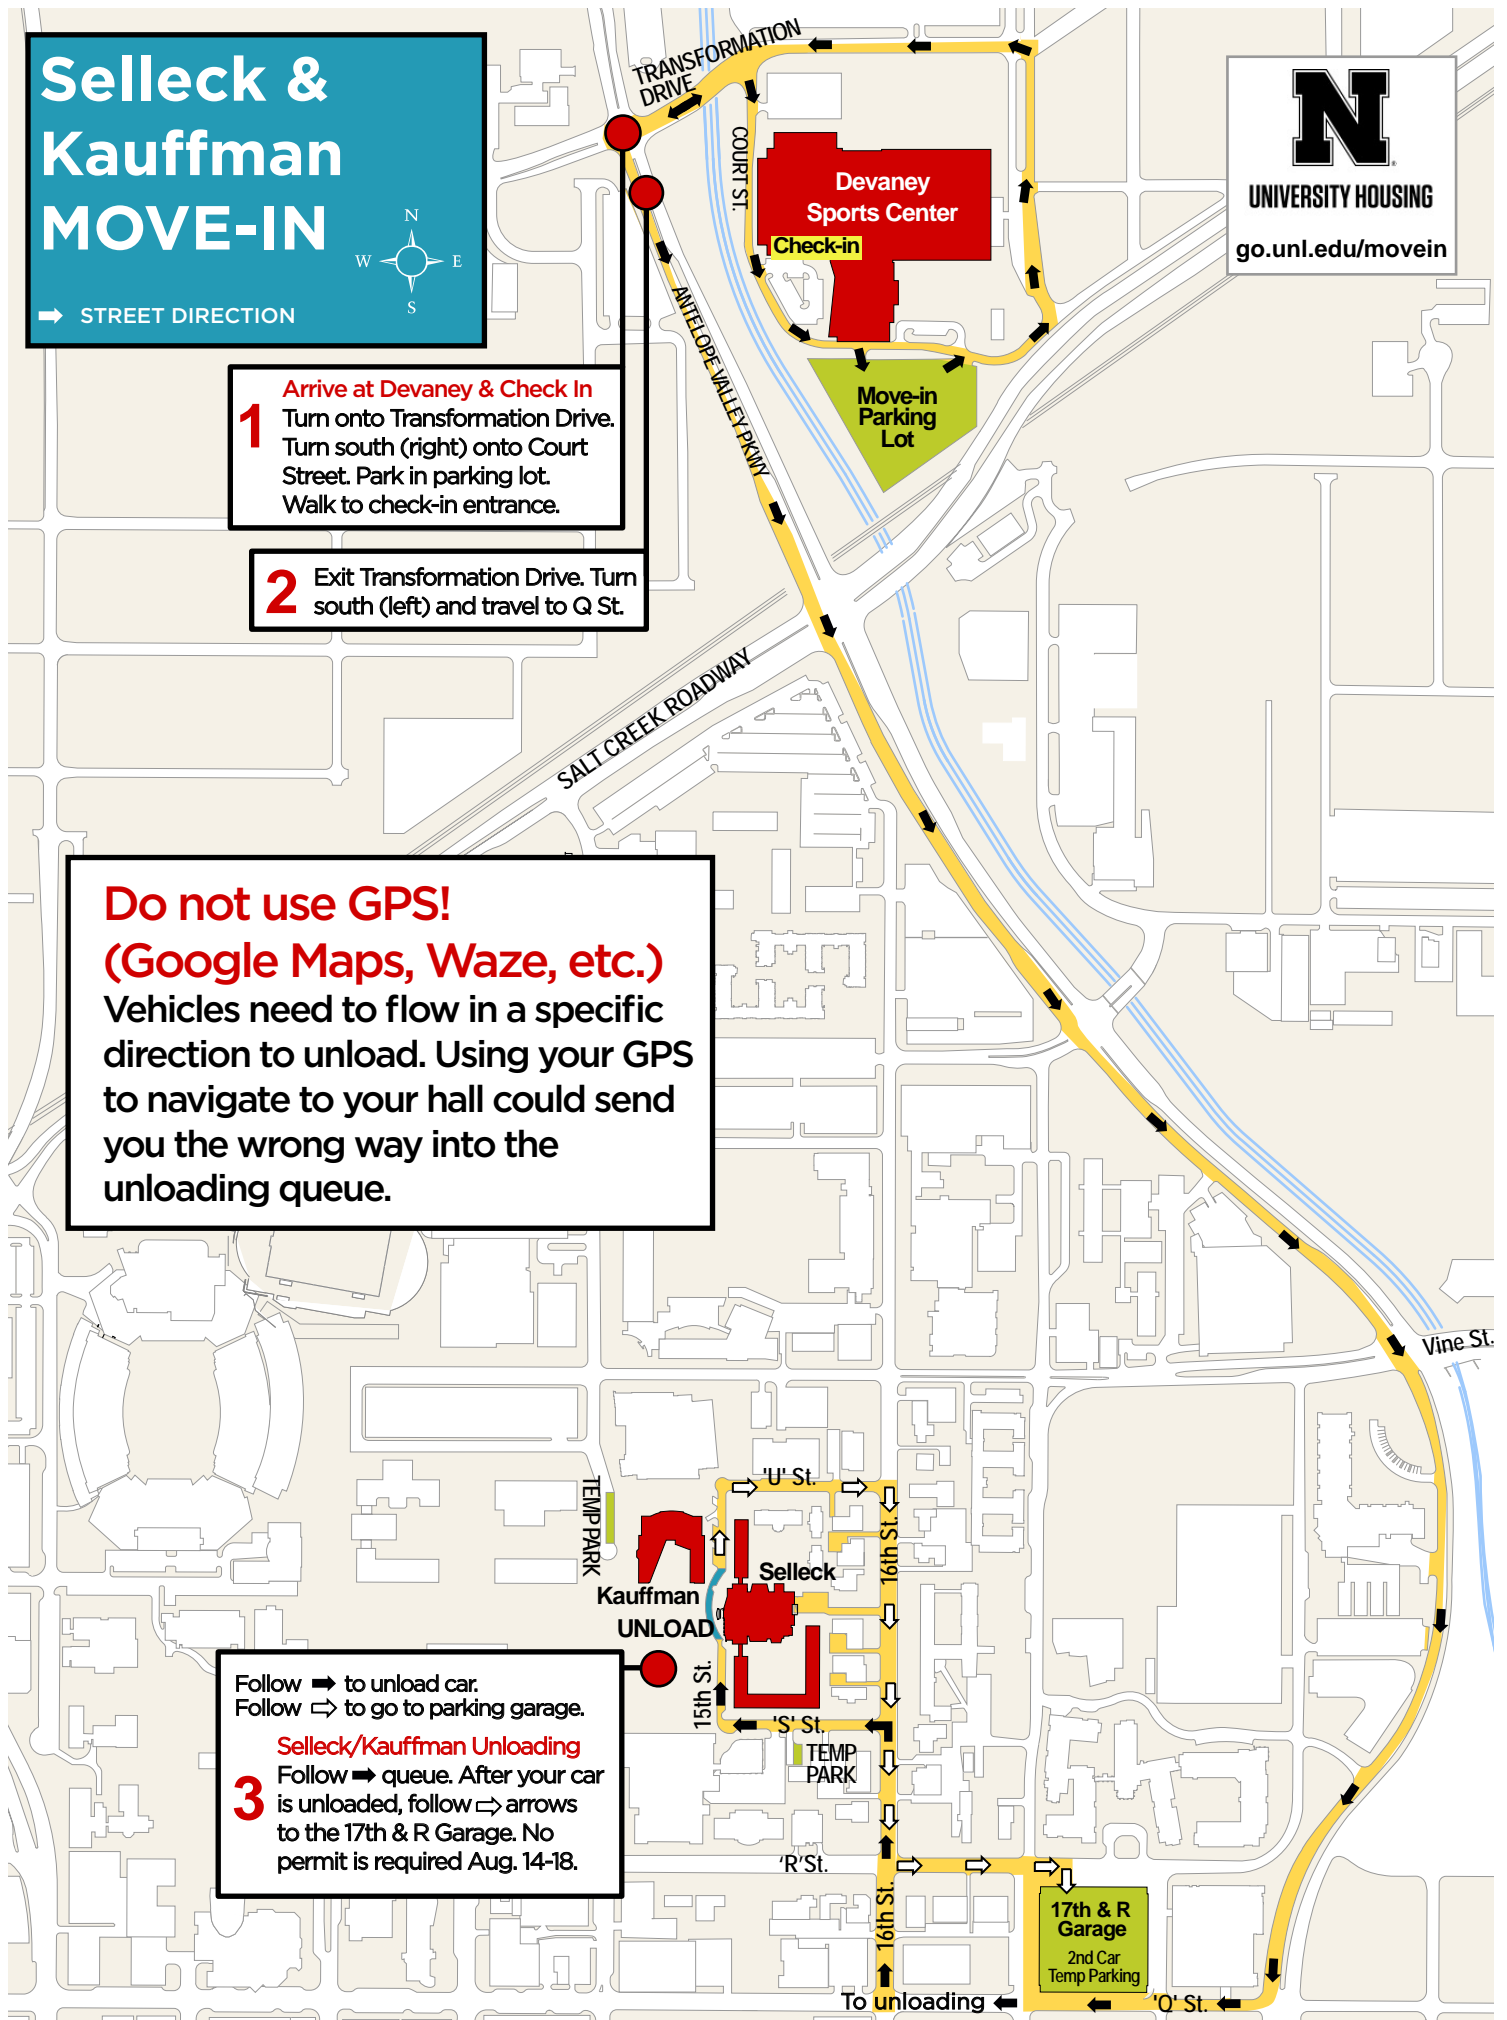 Selleck &
Kauffman
MOVE-IN
N
W
E
S
STREET DIRECTION
TRANSFORMATION
DRIVE
COURT ST.
Devaney
Sports Center
Check-in
Move-in
Parking
Lot
N
UNIVERSITY HOUSING
go.unl.edu/movein
1
Arrive at Devaney & Check In
Turn onto Transformation Drive.
Turn south (right) onto Court
Street. Park in parking lot.
Walk to check-in entrance.
ANTELOPE VALLEY PKWY
2
Exit Transformation Drive. Turn
south (left) and travel to Q St.
SALT CREEK ROADWAY
Do not use GPS!
(Google Maps, Waze, etc.)
Vehicles need to flow in a specific
direction to unload. Using your GPS
to navigate to your hall could send
you the wrong way into the
unloading queue.
Vine St.
'U' St.
TEMP PARK
16th St.
Selleck
Kauffman
UNLOAD
15th St.
'S' St.
TEMP
PARK
Follow ➡ to unload car.
Follow ⇨ to go to parking garage.
3
Selleck/Kauffman Unloading
Follow ➡ queue. After your car
is unloaded, follow ⇨ arrows
to the 17th & R Garage. No
permit is required Aug. 14-18.
‘R’St.
16th St.
17th & R
Garage
2nd Car
Temp Parking
To unloading
'Q' St.